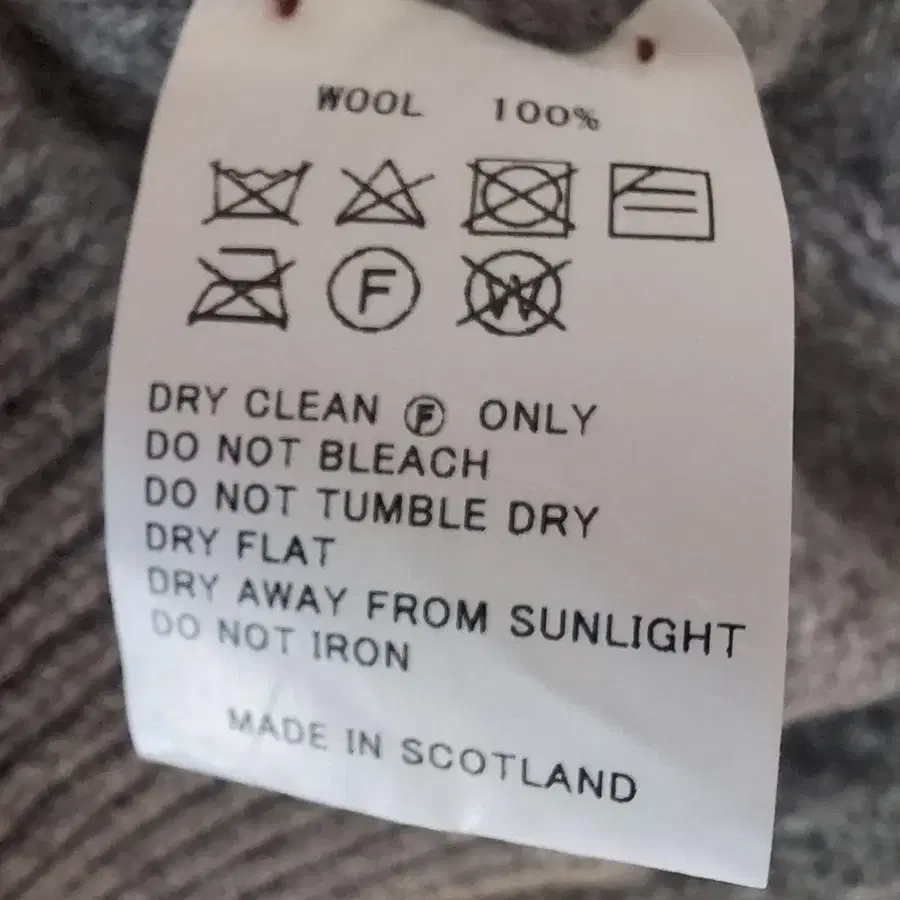 WOOL 100%
F W
DRY CLEAN F ONLY
DO NOT BLEACH
DO NOT TUMBLE DRY
DRY FLAT
DRY AWAY FROM SUNLIGHT
DO NOT IRON
MADE IN SCOTLAND